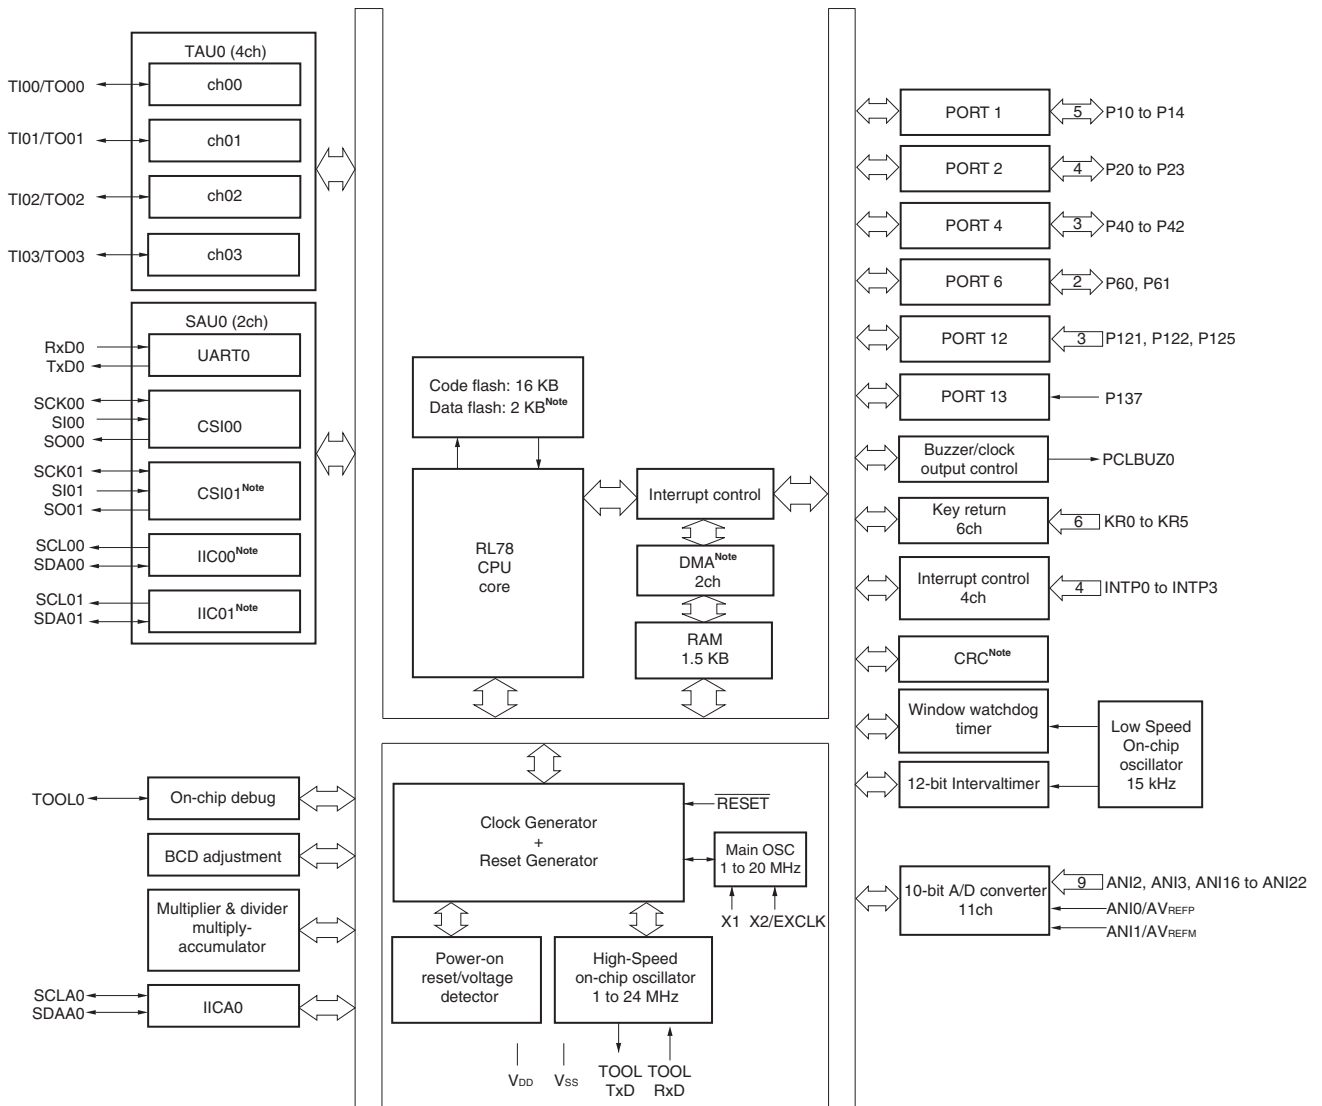 TAU0 (4ch)
TI00/TO00
ch00
TI01/TO01
ch01
TI02/TO02
ch02
TI03/TO03
ch03
SAU0 (2ch)
RxD0
TxD0
UART0
SCK00
SI00
SO00
CSI00
SCK01
SI01
SO01
CSI01Note
SCL00
SDA00
IIC00Note
SCL01
SDA01
IIC01Note
TOOL0
On-chip debug
BCD adjustment
Multiplier & divider
multiply-
accumulator
SCLA0
SDAA0
IICA0
Code flash: 16 KB
Data flash: 2 KBNote
RL78
CPU
core
Interrupt control
DMANote
2ch
RAM
1.5 KB
Clock Generator
+
Reset Generator
RESET
Main OSC
1 to 20 MHz
X1 X2/EXCLK
Power-on
reset/voltage
detector
High-Speed
on-chip oscillator
1 to 24 MHz
VDD
VSS
TOOL
TxD
TOOL
RxD
PORT 1
5
P10 to P14
PORT 2
4
P20 to P23
PORT 4
3
P40 to P42
PORT 6
2
P60, P61
PORT 12
3
P121, P122, P125
PORT 13
P137
Buzzer/clock
output control
PCLBUZ0
Key return
6ch
6
KR0 to KR5
Interrupt control
4ch
4
INTP0 to INTP3
CRCNote
Window watchdog
timer
12-bit Intervaltimer
Low Speed
On-chip
oscillator
15 kHz
10-bit A/D converter
11ch
9
ANI2, ANI3, ANI16 to ANI22
ANI0/AVREFP
ANI1/AVREFM